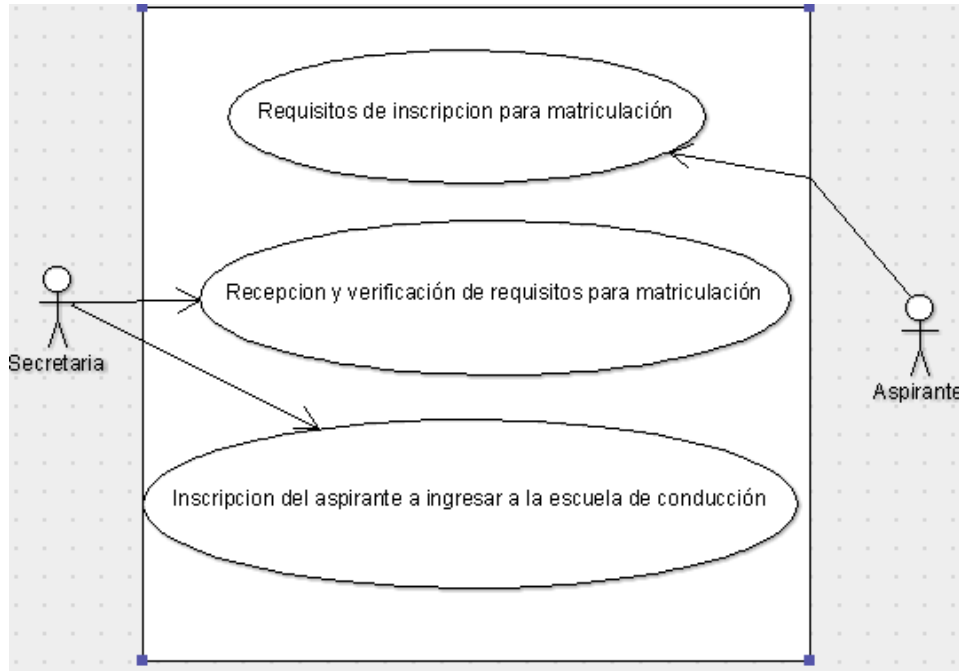 Requisitos de inscripcion para matriculación
Recepcion y verificación de requisitos para matriculación
Secretaria
Aspirante
Inscripcion del aspirante a ingresar a la escuela de conducción